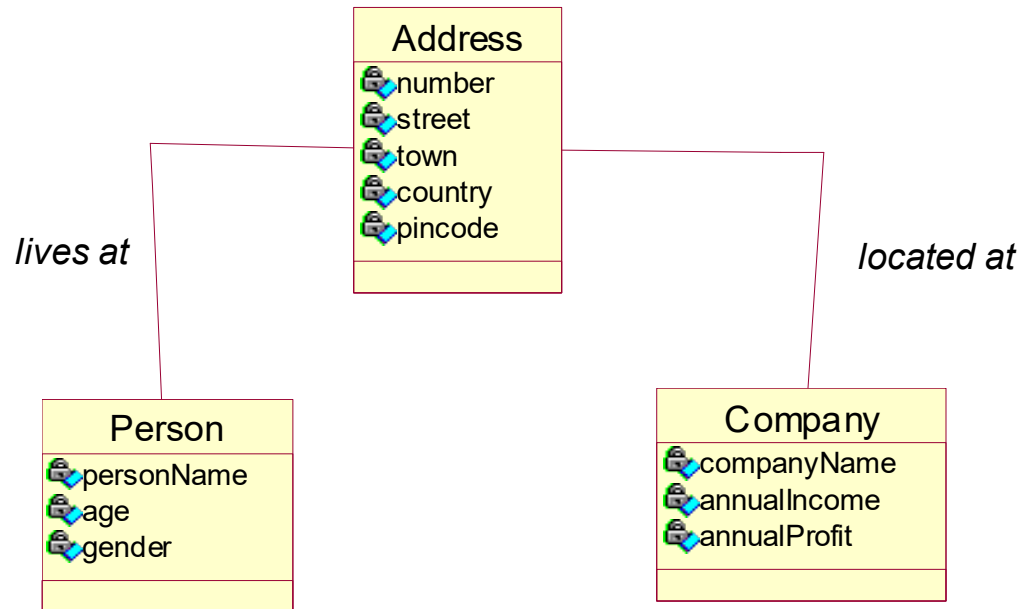 Address
number
street
town
country
pincode
lives at
located at
Person
personName
age
gender
Company
companyName
annualIncome
annualProfit